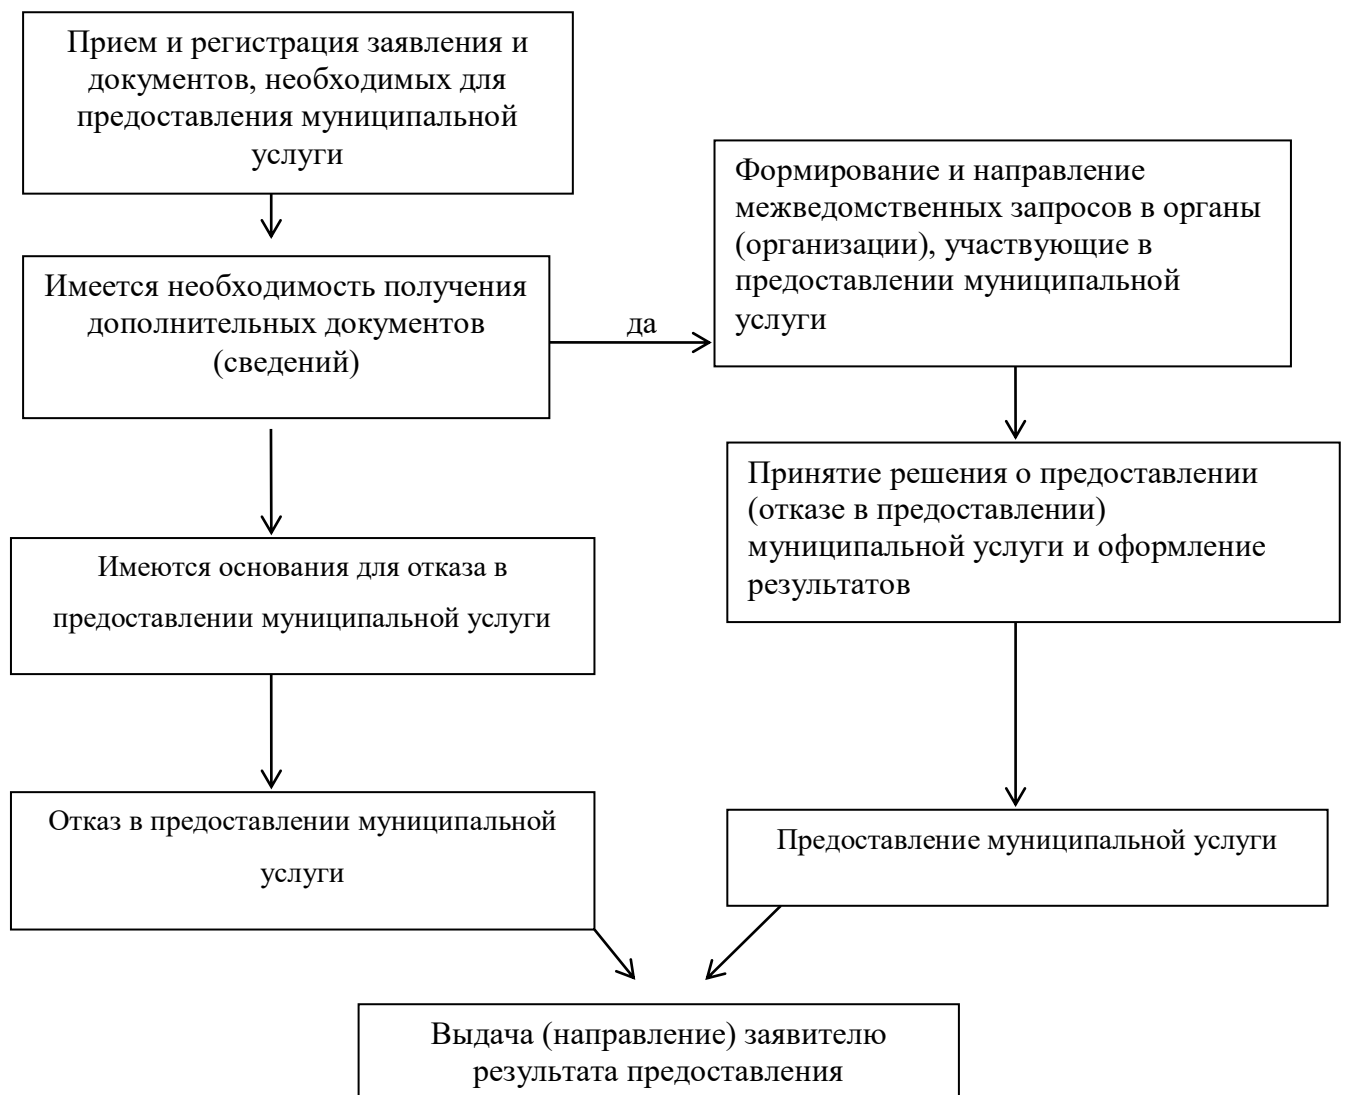 Прием и регистрация заявления и
документов, необходимых для
предоставления муниципальной
услуги
Формирование и направление
межведомственных запросов в органы
(организации), участвующие в
предоставлении муниципальной
услуги
Имеется необходимость получения
дополнительных документов
(сведений)
да
Принятие решения о предоставлении
(отказе в предоставлении)
муниципальной услуги и оформление
результатов
Имеются основания для отказа в
предоставлении муниципальной услуги
Отказ в предоставлении муниципальной
услуги
Предоставление муниципальной услуги
Выдача (направление) заявителю
результата предоставления